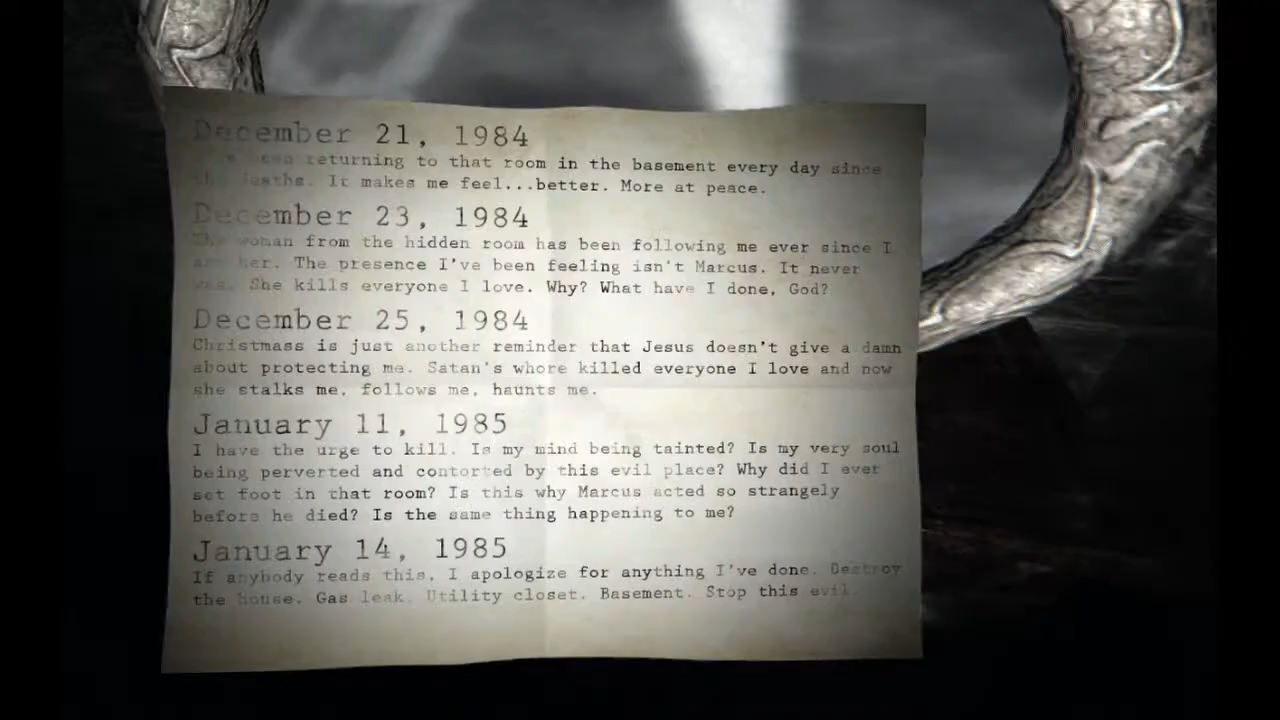 December 21, 1984
I've been returning to that room in the basement every day since
the deaths. It makes me feel...better. More at peace.
December 23, 1984
The woman from the hidden room has been following me ever since I
her. The presence I've been feeling isn't Marcus. It never
was. She kills everyone I love. Why? What have I done, God?
December 25, 1984
Christmass is just another reminder that Jesus doesn't give a damn
about protecting me. Satan's whore killed everyone I love and now
she stalks me, follows me, haunts me.
January 11, 1985
I have the urge to kill. Is my mind being tainted? Is my very soul
being perverted and contorted by this evil place? Why did I ever
set foot in that room? Is this why Marcus acted so strangely
before he died? Is the same thing happening to me?
January 14, 1985
If anybody reads this, I apologize for anything I've done. Destroy
the house. Gas leak. Utility closet. Basement. Stop this evil.